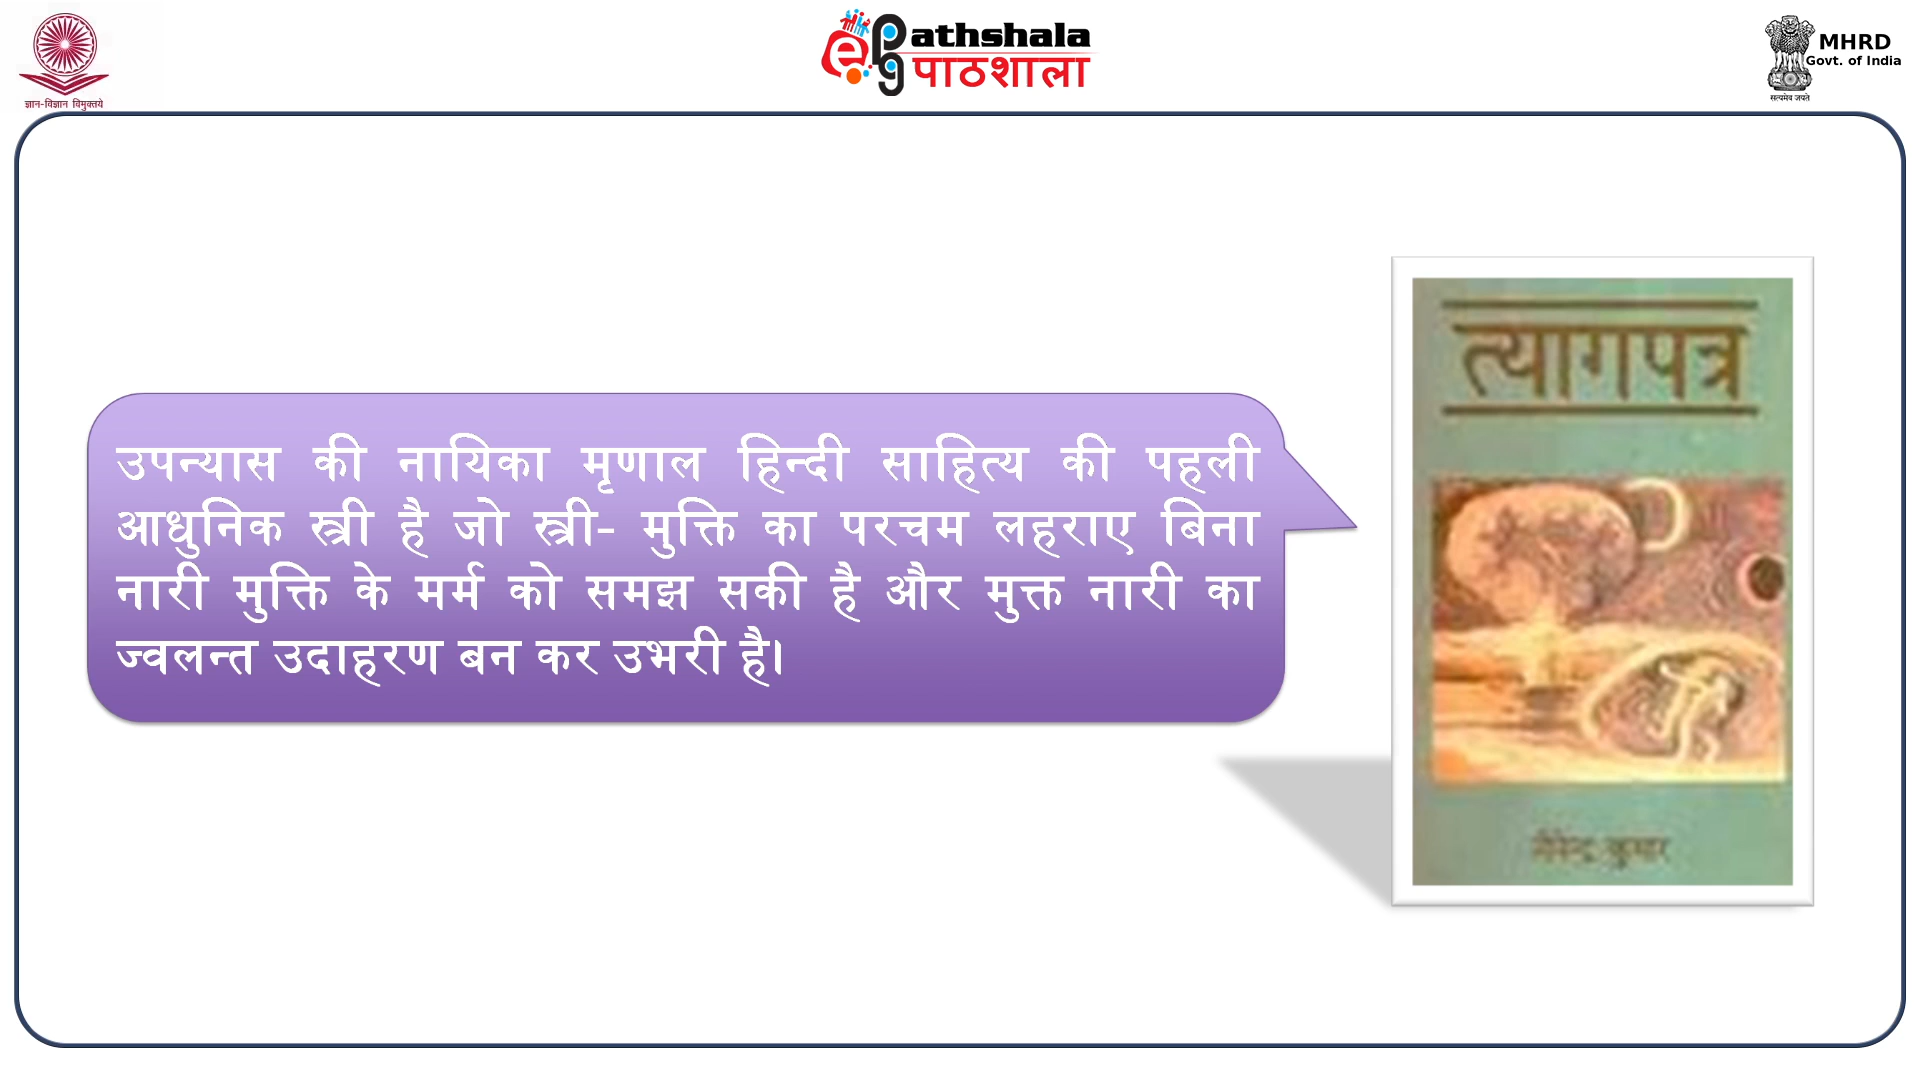 ज्ञान-विज्ञान विमुक्तये
ePathshala
पाठशाला
MHRD
Govt. of India
सत्यमेव जयते
उपन्यास की नायिका मृणाल हिन्दी साहित्य की पहली
आधुनिक स्त्री है जो स्त्री- मुक्ति का परचम लहराए बिना
नारी मुक्ति के मर्म को समझ सकी है और मुक्त नारी का
ज्वलन्त उदाहरण बन कर उभरी है।
त्यागपत्र
जैनेन्द्र कुमार